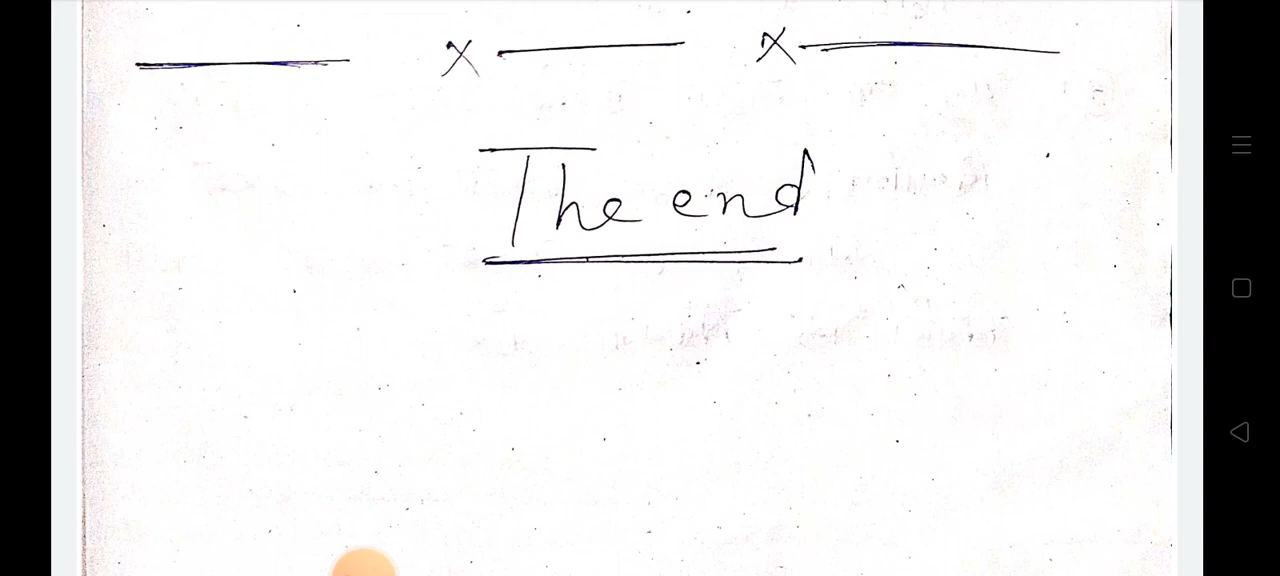 ——— x ——— x ———
The end